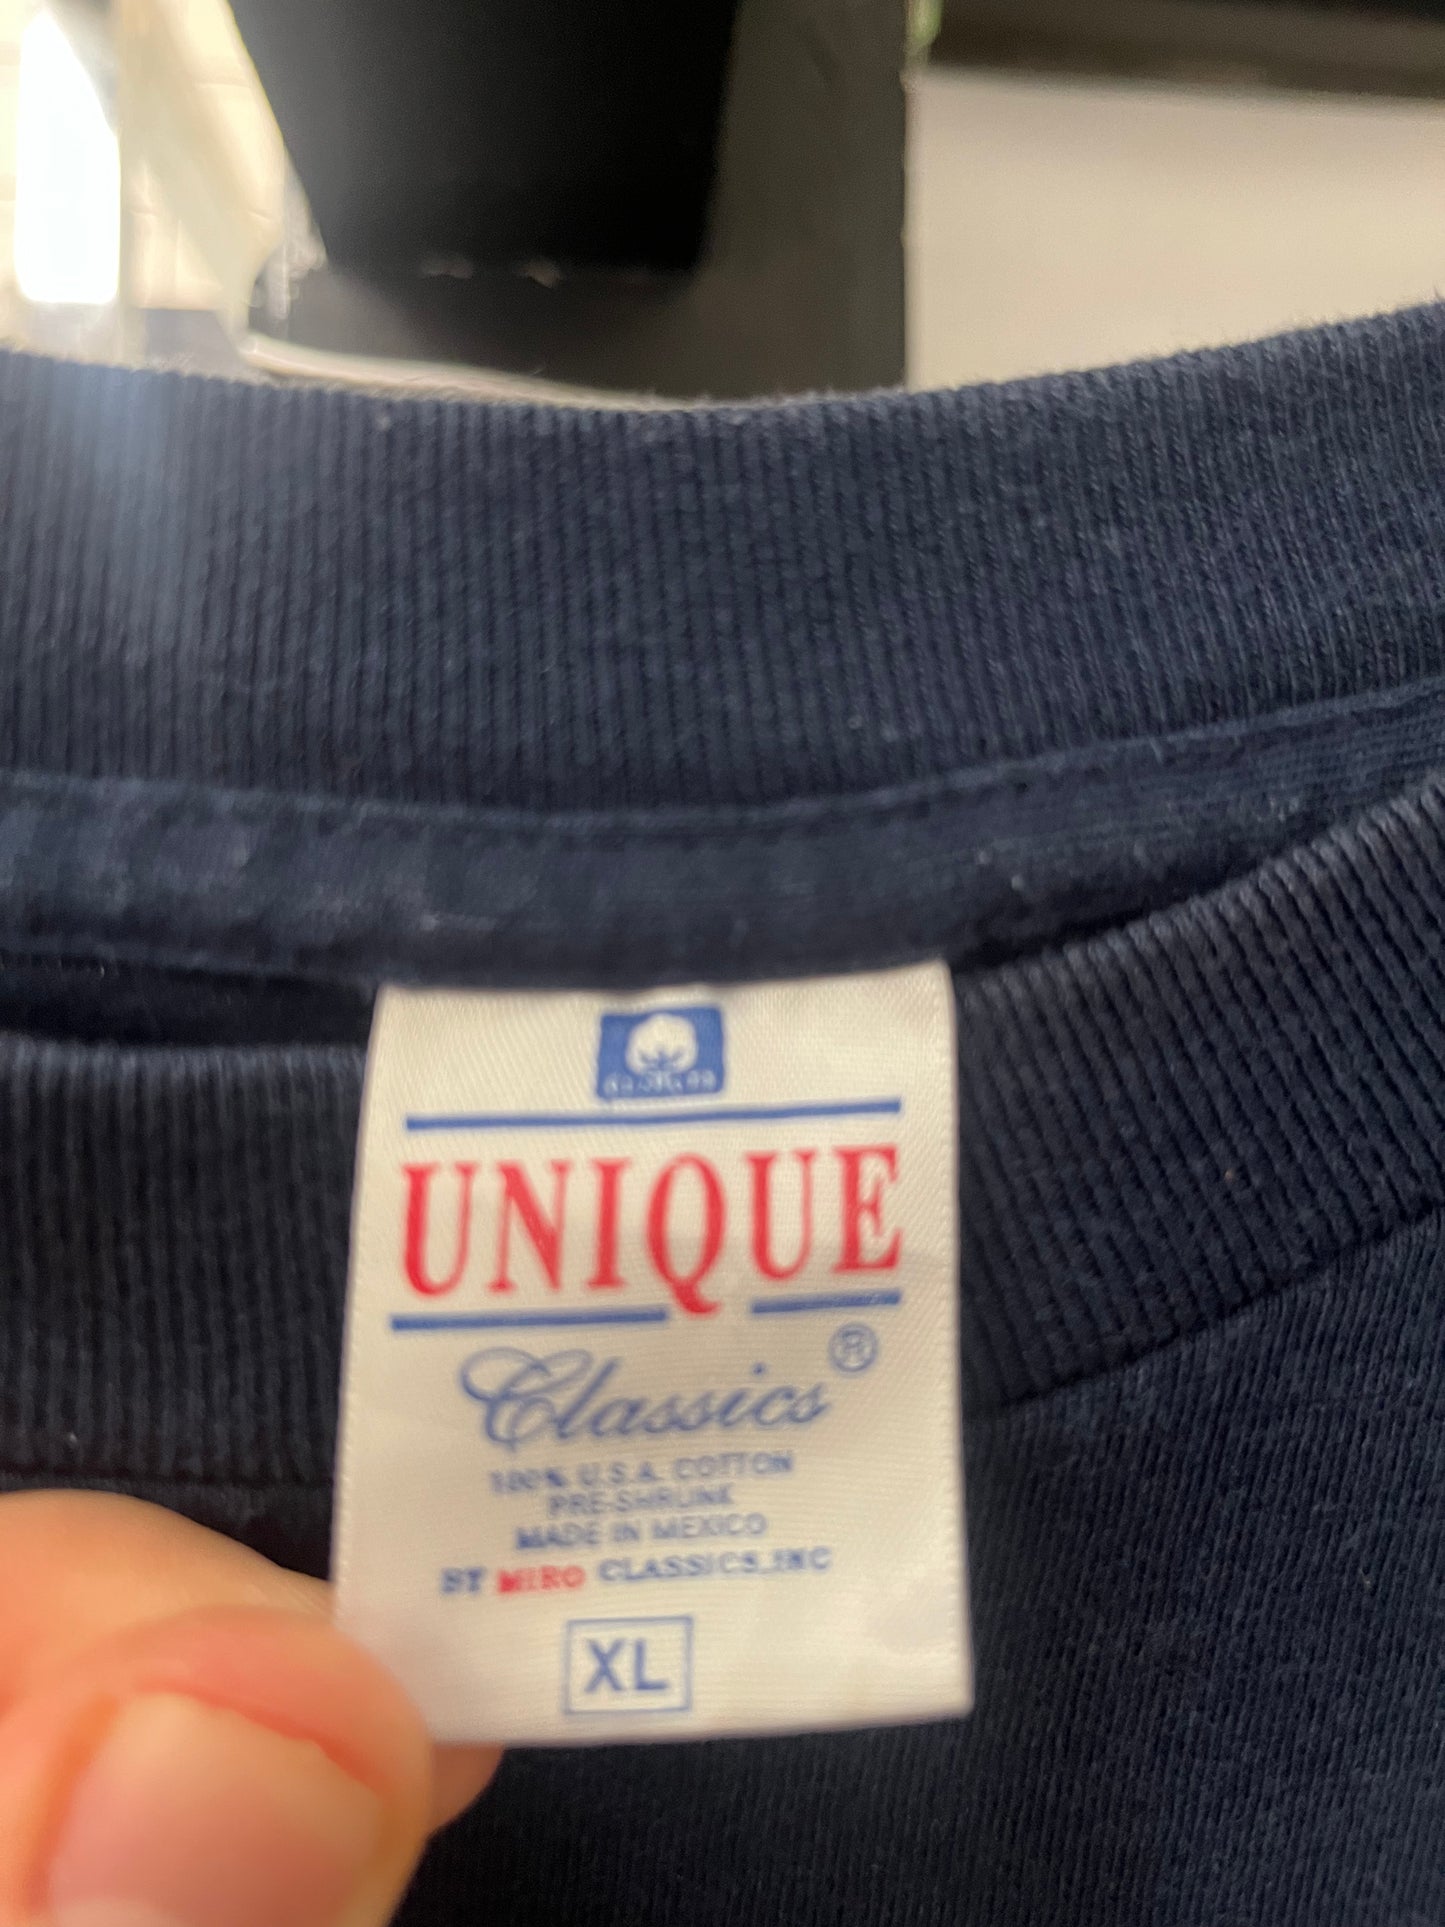 UNIQUE
Classics®
100% U.S.A. COTTON
PRE-SHRUNK
MADE IN MEXICO
BY MIRO CLASSICS, INC
XL